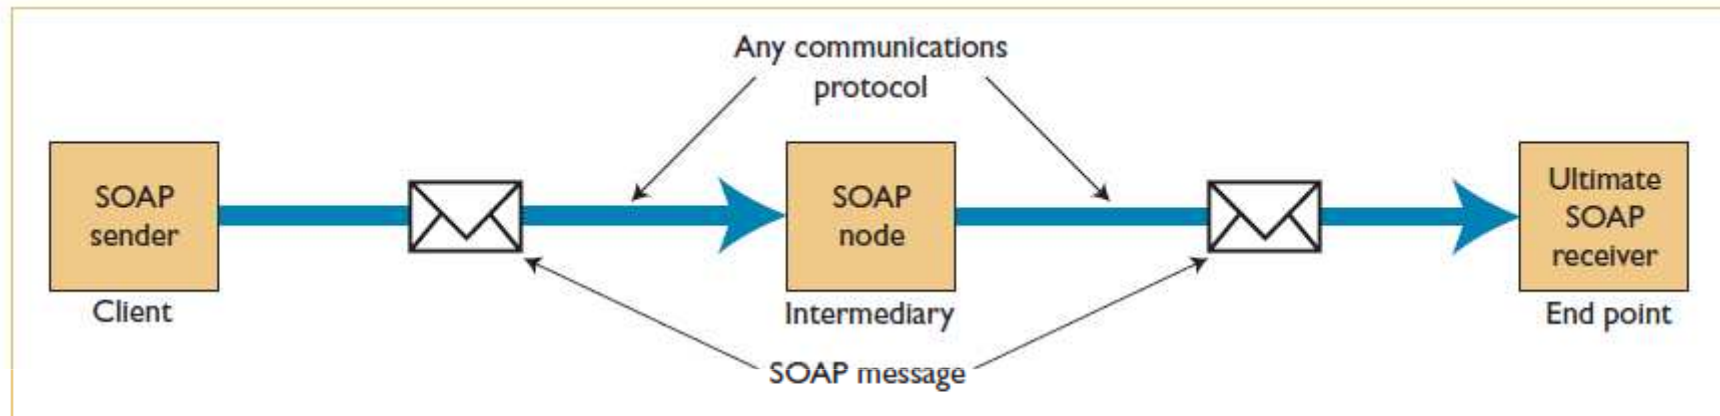 Any communications
protocol
SOAP
sender
SOAP
node
Ultimate
SOAP
receiver
Client
Intermediary
End point
SOAP message